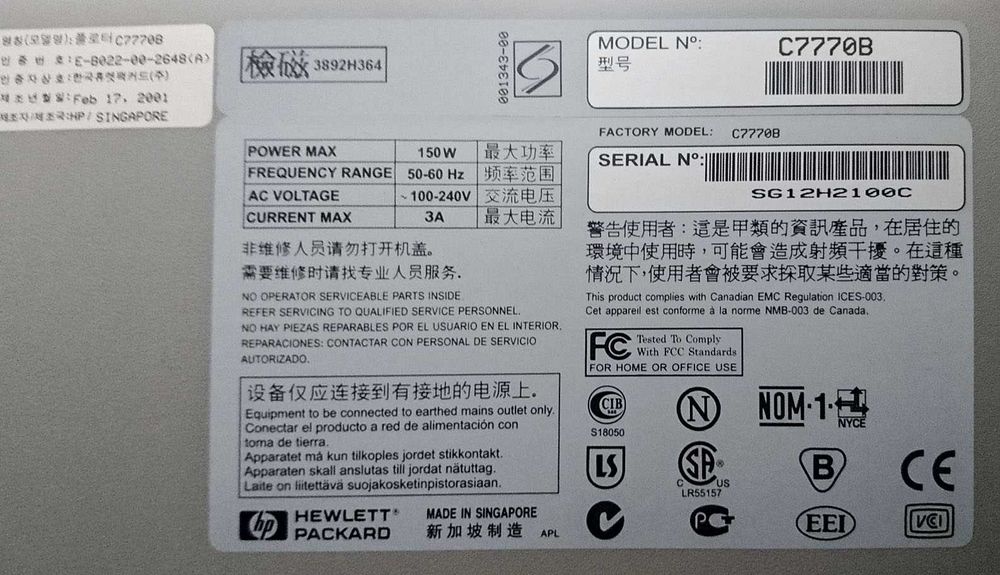 명칭(모델명):플로터C7770B
인 증 번 호:E-B022-00-2648(A)
인증자상호:한국휴렛팩커드(주)
제 조 년 월 일:Feb 17, 2001
제조자/제조국:HP/ SINGAPORE
檢磁 3892H364
001343-00
MODEL Nº: C7770B
型号
FACTORY MODEL: C7770B
SERIAL Nº:
SG12H2100C
POWER MAX 150W 最大功率
FREQUENCY RANGE 50-60 Hz 频率范围
AC VOLTAGE ~100-240V 交流电压
CURRENT MAX 3A 最大电流
非维修人员请勿打开机盖。
需要维修时请找专业人员服务.
NO OPERATOR SERVICEABLE PARTS INSIDE
REFER SERVICING TO QUALIFIED SERVICE PERSONNEL.
NO HAY PIEZAS REPARABLES POR EL USUARIO EN EL INTERIOR.
REPARACIONES: CONTACTAR CON PERSONAL DE SERVICIO
AUTORIZADO.
设备仅应连接到有接地的电源上.
Equipment to be connected to earthed mains outlet only.
Conectar el producto a red de alimentación con
toma de tierra.
Apparatet må kun tilkoples jordet stikkontakt.
Apparaten skall anslutas till jordat nätuttag.
Laite on liitettävä suojakosketinpistorasiaan.
hp HEWLETT®
PACKARD
MADE IN SINGAPORE
新加坡制造 APL
警告使用者：這是甲類的資訊產品，在居住的
環境中使用時，可能會造成射頻干擾。在這種
情況下，使用者會被要求採取某些適當的對策。
This product complies with Canadian EMC Regulation ICES-003.
Cet appareil est conforme à la norme NMB-003 de Canada.
FC Tested To Comply
With FCC Standards
FOR HOME OR OFFICE USE
CIB
S18050
N
NOM·1·
NYCE
LS
SA®
C US
LR55157
B
CE
PCT
EEI
VCI